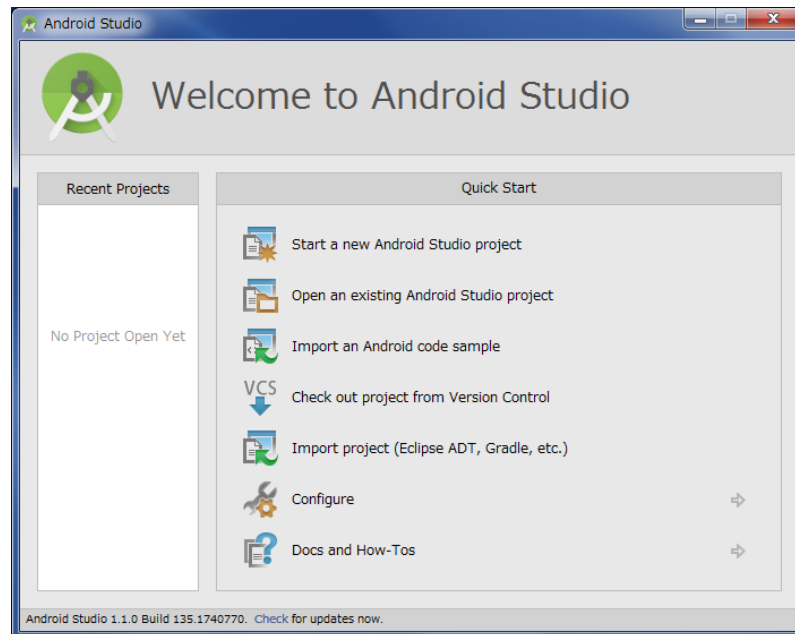 Android Studio
Welcome to Android Studio
Recent Projects
No Project Open Yet
Quick Start
Start a new Android Studio project
Open an existing Android Studio project
Import an Android code sample
VCS
Check out project from Version Control
Import project (Eclipse ADT, Gradle, etc.)
Configure
Docs and How-Tos
Android Studio 1.1.0 Build 135.1740770. Check for updates now.